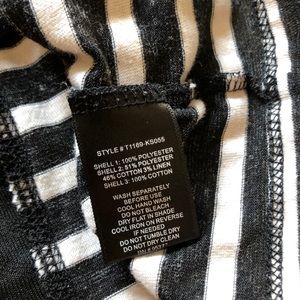 STYLE # T1169-KS055
SHELL 1: 100% POLYESTER
SHELL 2: 51% POLYESTER
46% COTTON 3% LINEN
SHELL 3: 100% COTTON
WASH SEPARATELY
BEFORE USE
COOL HAND WASH
DO NOT BLEACH
DRY FLAT IN SHADE
COOL IRON ON REVERSE
IF NEEDED
DO NOT TUMBLE DRY
DO NOT DRY CLEAN